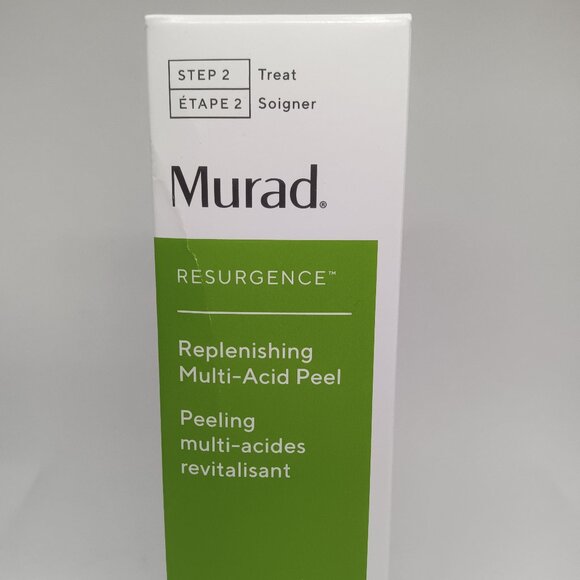 STEP 2 Treat
ÉTAPE 2 Soigner
Murad®
RESURGENCE™
Replenishing
Multi-Acid Peel
Peeling
multi-acides
revitalisant